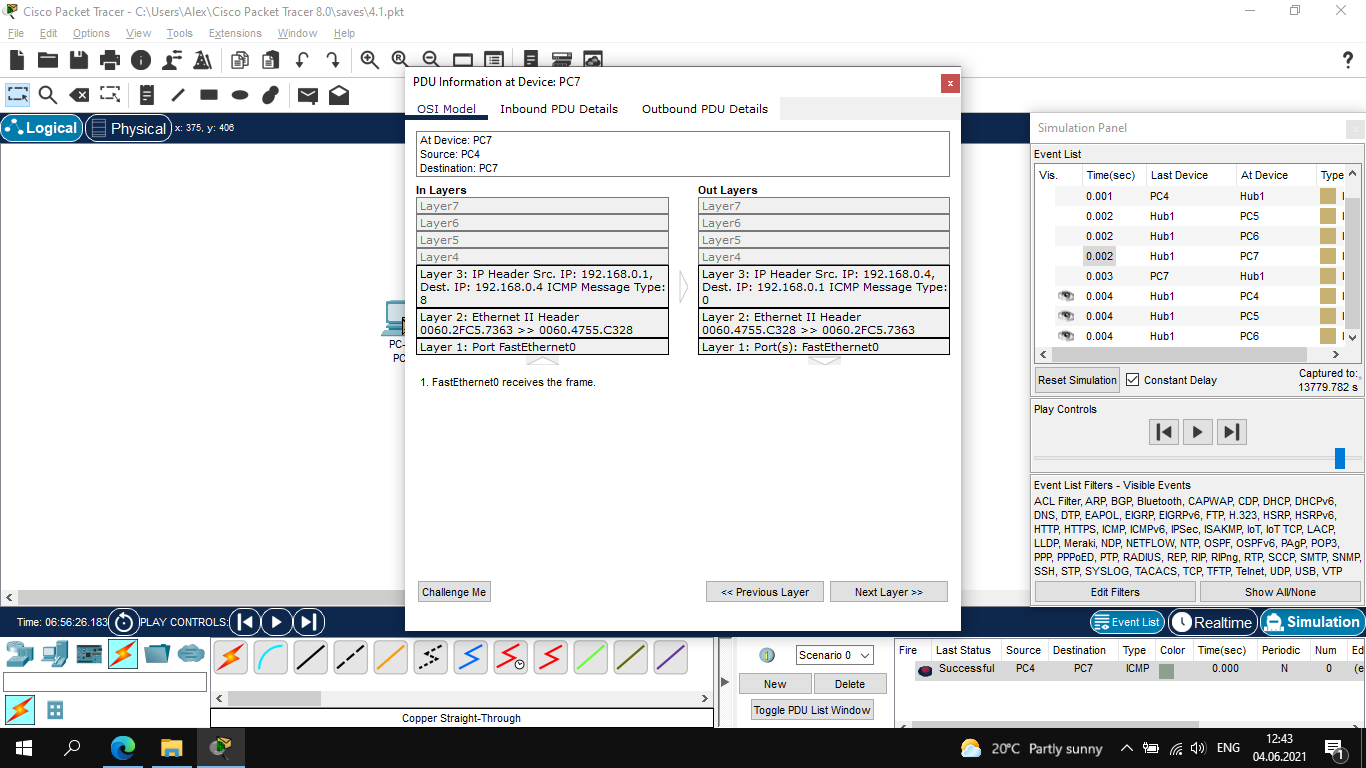 Cisco Packet Tracer - C:\Users\Alex\Cisco Packet Tracer 8.0\saves\4.1.pkt
File Edit Options View Tools Extensions Window Help
Logical Physical x: 375, y: 406
PC-
PC
PDU Information at Device: PC7
OSI Model Inbound PDU Details Outbound PDU Details
At Device: PC7
Source: PC4
Destination: PC7
In Layers
Layer7
Layer6
Layer5
Layer4
Layer 3: IP Header Src. IP: 192.168.0.1,
Dest. IP: 192.168.0.4 ICMP Message Type:
8
Layer 2: Ethernet II Header
0060.2FC5.7363 >> 0060.4755.C328
Layer 1: Port FastEthernet0
Out Layers
Layer7
Layer6
Layer5
Layer4
Layer 3: IP Header Src. IP: 192.168.0.4,
Dest. IP: 192.168.0.1 ICMP Message Type:
0
Layer 2: Ethernet II Header
0060.4755.C328 >> 0060.2FC5.7363
Layer 1: Port(s): FastEthernet0
1. FastEthernet0 receives the frame.
Challenge Me << Previous Layer Next Layer >>
Simulation Panel
Event List
Vis. Time(sec) Last Device At Device Type
0.001 PC4 Hub1
0.002 Hub1 PC5
0.002 Hub1 PC6
0.002 Hub1 PC7
0.003 PC7 Hub1
0.004 Hub1 PC4
0.004 Hub1 PC5
0.004 Hub1 PC6
Reset Simulation Constant Delay Captured to:
13779.782 s
Play Controls
Event List Filters - Visible Events
ACL Filter, ARP, BGP, Bluetooth, CAPWAP, CDP, DHCP, DHCPv6,
DNS, DTP, EAPOL, EIGRP, EIGRPv6, FTP, H.323, HSRP, HSRPv6,
HTTP, HTTPS, ICMP, ICMPv6, IPSec, ISAKMP, IoT, IoT TCP, LACP,
LLDP, Meraki, NDP, NETFLOW, NTP, OSPF, OSPFv6, PAgP, POP3,
PPP, PPPoED, PTP, RADIUS, REP, RIP, RIPng, RTP, SCCP, SMTP, SNMP,
SSH, STP, SYSLOG, TACACS, TCP, TFTP, Telnet, UDP, USB, VTP
Edit Filters Show All/None
Time: 06:56:26.183 PLAY CONTROLS: Event List Realtime Simulation
Copper Straight-Through
Scenario 0
New Delete
Toggle PDU List Window
Fire Last Status Source Destination Type Color Time(sec) Periodic Num Ed
Successful PC4 PC7 ICMP 0.000 N 0 (e
20°C Partly sunny ENG 12:43
04.06.2021 1